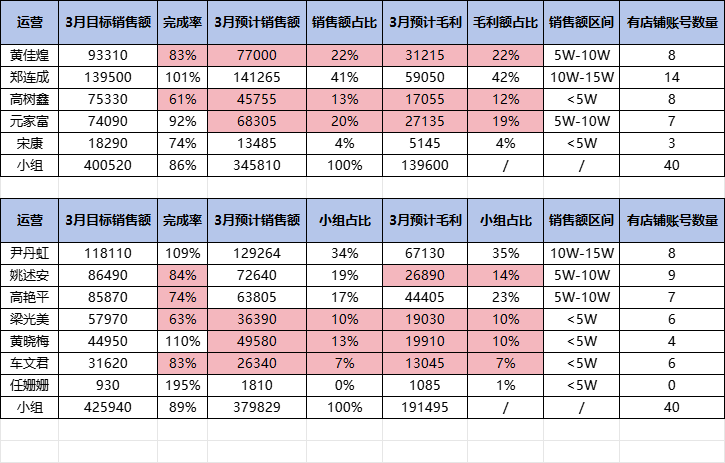 运营 3月目标销售额 完成率 3月预计销售额 销售额占比 3月预计毛利 毛利额占比 销售额区间 有店铺账号数量
黄佳煌 93310 83% 77000 22% 31215 22% 5W-10W 8
郑连成 139500 101% 141265 41% 59050 42% 10W-15W 14
高树鑫 75330 61% 45755 13% 17055 12% <5W 8
元家富 74090 92% 68305 20% 27135 19% 5W-10W 7
宋康 18290 74% 13485 4% 5145 4% <5W 3
小组 400520 86% 345810 100% 139600 / / 40
运营 3月目标销售额 完成率 3月预计销售额 小组占比 3月预计毛利 小组占比 销售额区间 有店铺账号数量
尹丹虹 118110 109% 129264 34% 67130 35% 10W-15W 8
姚述安 86490 84% 72640 19% 26890 14% 5W-10W 9
高艳平 85870 74% 63805 17% 44405 23% 5W-10W 7
梁光美 57970 63% 36390 10% 19030 10% <5W 6
黄晓梅 44950 110% 49580 13% 19910 10% <5W 4
车文君 31620 83% 26340 7% 13045 7% <5W 6
任姗姗 930 195% 1810 0% 1085 1% <5W 0
小组 425940 89% 379829 100% 191495 / / 40